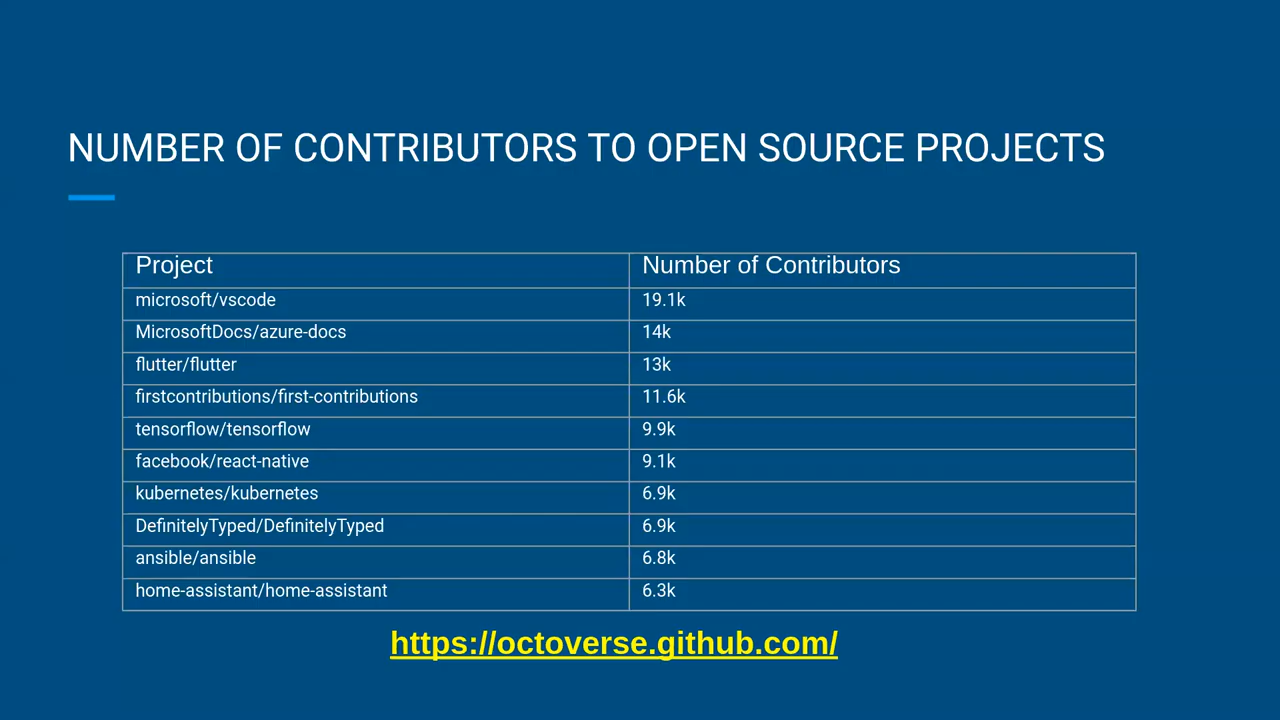 NUMBER OF CONTRIBUTORS TO OPEN SOURCE PROJECTS
Project Number of Contributors
microsoft/vscode 19.1k
MicrosoftDocs/azure-docs 14k
flutter/flutter 13k
firstcontributions/first-contributions 11.6k
tensorflow/tensorflow 9.9k
facebook/react-native 9.1k
kubernetes/kubernetes 6.9k
DefinitelyTyped/DefinitelyTyped 6.9k
ansible/ansible 6.8k
home-assistant/home-assistant 6.3k
https://octoverse.github.com/